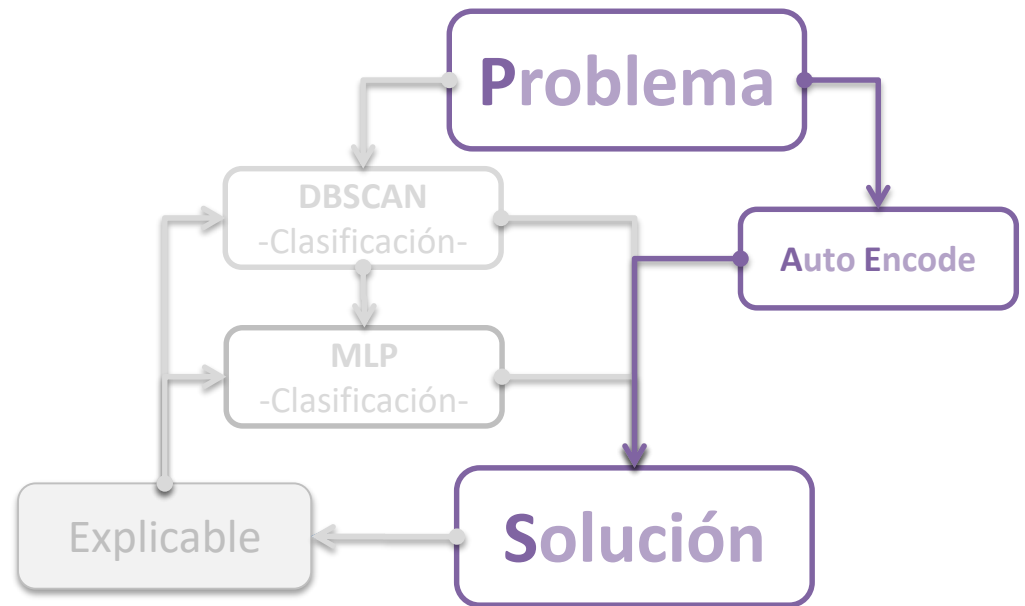 Problema
DBSCAN
-Clasificación-
Auto Encode
MLP
-Clasificación-
Explicable
Solución